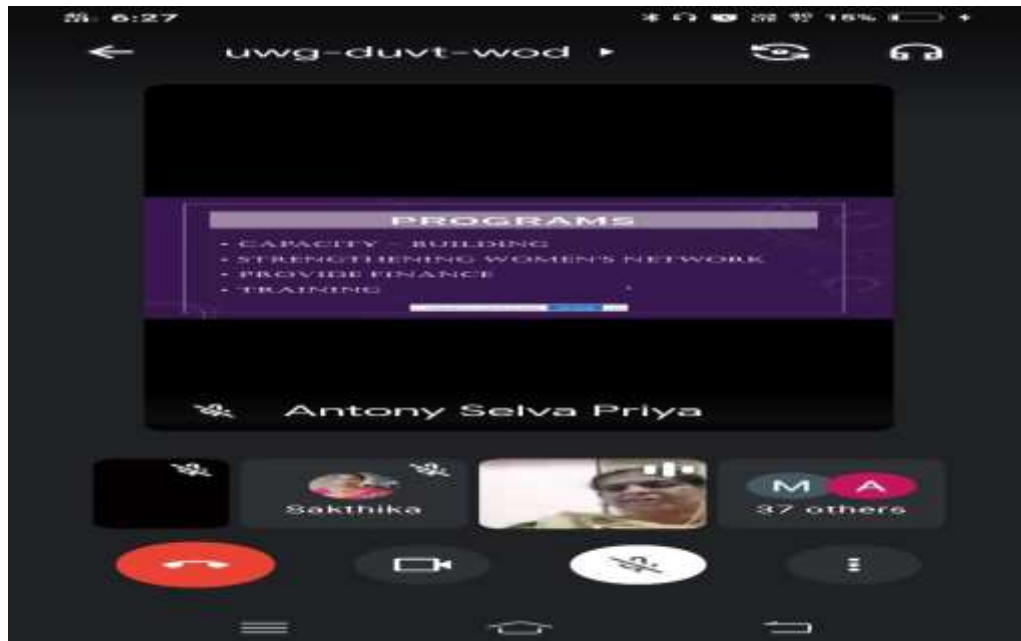 6:27
15%
uwg-duvt-wod
PROGRAMS
• CAPACITY - BUILDING
• STRENGTHENING WOMEN'S NETWORK
• PROVIDE FINANCE
• TRAINING
Antony Selva Priya
Sakthika
M A
37 others